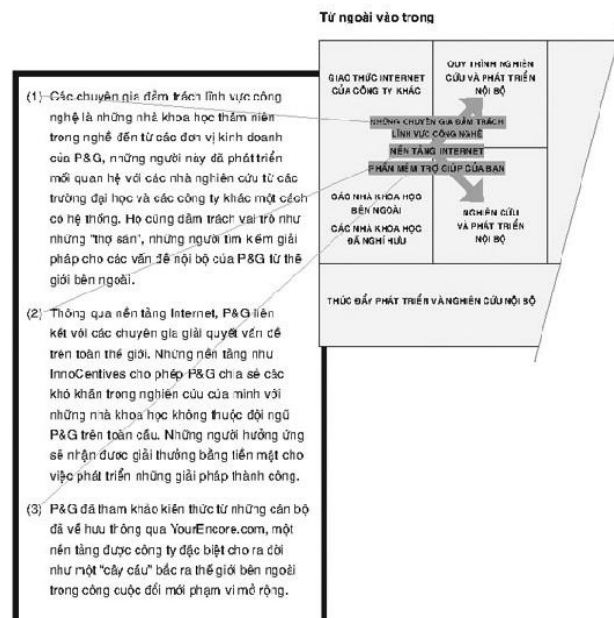 Từ ngoài vào trong
GIAO THỨC INTERNET
CỦA CÔNG TY KHÁC
QUY TRÌNH NGHIÊN
CỨU VÀ PHÁT TRIỂN
NỘI BỘ
NHỮNG CHUYÊN GIA ĐẢM TRÁCH
LĨNH VỰC CÔNG NGHỆ
NỀN TẢNG INTERNET
PHẦN MỀM TRỢ GIÚP CỦA BẠN
CÁC NHÀ KHOA HỌC
BÊN NGOÀI
CÁC NHÀ KHOA HỌC
ĐÃ NGHỈ HƯU
NGHIÊN CỨU
VÀ PHÁT TRIỂN
NỘI BỘ
THÚC ĐẨY PHÁT TRIỂN VÀ NGHIÊN CỨU NỘI BỘ
(1) Các chuyên gia đảm trách lĩnh vực công
nghệ là những nhà khoa học thâm niên
trong nghề đến từ các đơn vị kinh doanh
của P&G, những người này đã phát triển
mối quan hệ với các nhà nghiên cứu từ các
trường đại học và các công ty khác một cách
có hệ thống. Họ cũng đảm trách vai trò như
những "thợ săn", những người tìm kiếm giải
pháp cho các vấn đề nội bộ của P&G từ thế
giới bên ngoài.
(2) Thông qua nền tảng Internet, P&G liên
kết với các chuyên gia giải quyết vấn đề
trên toàn thế giới. Những nền tảng như
InnoCentives cho phép P&G chia sẻ các
khó khăn trong nghiên cứu của mình với
những nhà khoa học không thuộc đội ngũ
P&G trên toàn cầu. Những người hưởng ứng
sẽ nhận được giải thưởng bằng tiền mặt cho
việc phát triển những giải pháp thành công.
(3) P&G đã tham khảo kiến thức từ những cán bộ
đã về hưu thông qua YourEncore.com, một
nền tảng được công ty đặc biệt cho ra đời
như một "cây cầu" bắc ra thế giới bên ngoài
trong công cuộc đổi mới phạm vi mở rộng.